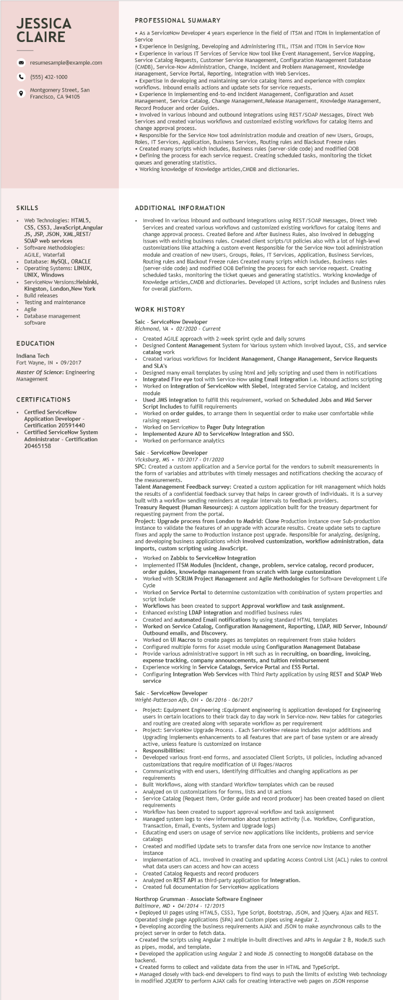 JESSICA
CLAIRE
resumesample@example.com
(555) 432-1000
Montgomery Street, San
Francisco, CA 94105
PROFESSIONAL SUMMARY
• As a ServiceNow Developer 4 years experience in the field of ITSM and ITOM in implementation of
Service
• Experience in Designing, Developing and Administering ITIL, ITSM and ITOM in Service Now
• Experience in various IT Services of Service Now tool like Event Management, Service Mapping,
Service Catalog Requests, Customer Service Management, Configuration Management Database
(CMDB), Service-Now Administration, Change, Incident and Problem Management, Knowledge
Management, Service Portal, Reporting, Integration with Web Services.
• Expertise in developing and maintaining service catalog items and experience with complex
workflows. Inbound emails actions and update sets for service requests.
• Experience in implementing end-to-end Incident Management, Configuration and Asset
Management, Service Catalog, Change Management,Release Management, Knowledge Management,
Record Producer and order Guides.
• Involved in various inbound and outbound integrations using REST/SOAP Messages, Direct Web
Services and created various workflows and customized existing workflows for catalog items and
change approval process.
• Responsible for the Service Now tool administration module and creation of new Users, Groups,
Roles, IT Services, Application, Business Services, Routing rules and Blackout Freeze rules
• Created many scripts which includes, Business rules (server-side code) and modified OOB
• Defining the process for each service request. Creating scheduled tasks, monitoring the ticket
queues and generating statistics.
• Working knowledge of Knowledge articles,CMDB and dictionaries.
SKILLS
• Web Technologies: HTML5,
CSS, CSS3, JavaScript,Angular
JS, JSP, JSON, XML,REST/
SOAP web services
• Software Methodologies:
AGILE, Waterfall
• Database: MySQL, ORACLE
• Operating Systems: LINUX,
UNIX, Windows
• ServiceNow Versions:Helsinki,
Kingston, London,New York
• Build releases
• Testing and maintenance
• Agile
• Database management
software
EDUCATION
Indiana Tech
Fort Wayne, IN • 09/2017
Master Of Science: Engineering
Management
CERTIFICATIONS
• Certfied ServiceNow
Application Developer -
Certification 20591440
• Certified ServiceNow System
Administrator - Certification
20465158
ADDITIONAL INFORMATION
• Involved in various inbound and outbound integrations using REST/SOAP Messages, Direct Web
Services and created various workflows and customized existing workflows for catalog items and
change approval process. Created Before and After Business Rules, also involved in debugging
issues with existing business rules. Created client scripts/UI policies also with a lot of high-level
customizations like attaching a custom event Responsible for the Service Now tool administration
module and creation of new Users, Groups, Roles, IT Services, Application, Business Services,
Routing rules and Blackout Freeze rules Created many scripts which includes, Business rules
(server-side code) and modified OOB Defining the process for each service request. Creating
scheduled tasks, monitoring the ticket queues and generating statistics. Working knowledge of
Knowledge articles,CMDB and dictionaries. Developed UI Actions, script includes and Business rules
for overall platform.
WORK HISTORY
Saic - ServiceNow Developer
Richmond, VA • 02/2020 - Current
• Created AGILE approach with 2-week sprint cycle and daily scrums
• Designed Content Management System for Various system which involved layout, CSS, and service
catalog work
• Created various workflows for Incident Management, Change Management, Service Requests
and SLA's
• Designed many email templates by using html and jelly scripting and used them in notifications
• Integrated Fire eye tool with Service-Now using Email integration i.e. inbound actions scripting
• Worked on integration of ServiceNow with Siebel, integrated Service Catalog, and Incident
module
• Used JMS integration to fulfill this requirement, worked on Scheduled Jobs and Mid Server
Script Includes to fulfill requirements
• Worked on order guides, to arrange them in sequential order to make user comfortable while
raising request
• Worked on ServiceNow to Pager Duty Integration
• Implemented Azure AD to ServiceNow Integration and SSO.
• Worked on performance analytics
Saic - ServiceNow Developer
Vicksburg, MS • 10/2017 - 01/2020
SPC: Created a custom application and a Service portal for the vendors to submit measurements in
the form of variables and attributes with timely messages and notifications checking the accuracy of
the measurements.
Talent Management Feedback survey: Created a custom application for HR management which holds
the results of a confidential feedback survey that helps in career growth of individuals. It is a survey
built with a workflow sending reminders at regular intervals to feedback providers.
Treasury Request (Human Resources): A custom application built for the treasury department for
requesting payment from the portal.
Project: Upgrade process from London to Madrid: Clone Production instance over Sub-production
instance to validate the features of an upgrade with accurate results. Create update sets to capture
fixes and apply the same to Production instance post upgrade. Responsible for analyzing, designing,
and developing business applications which involved customization, workflow administration, data
imports, custom scripting using JavaScript.
• Worked on Zabbix to ServiceNow Integration
• Implemented ITSM Modules (Incident, change, problem, service catalog, record producer,
order guides, knowledge management from scratch with large customization
• Worked with SCRUM Project Management and Agile Methodologies for Software Development Life
Cycle
• Worked on Service Portal to determine customization with combination of system properties and
script include
• Workflows has been created to support Approval workflow and task assignment.
• Enhanced existing LDAP integration and modified business rules
• Created and automated Email notifications by using standard HTML templates
• Worked on Service Catalog, Configuration Management, Reporting, LDAP, MID Server, Inbound/
Outbound emails, and Discovery.
• Worked on UI Macros to create pages as templates on requirement from stake holders
• Configured multiple forms for Asset module using Configuration Management Database
• Provide various administrative support in HR such as in recruiting, on boarding, invoicing,
expense tracking, company announcements, and tuition reimbursement
• Experience working in Service Catalogs, Service Portal and ESS Portal.
• Configuring Integration Web Services with Third Party application by using REST and SOAP Web
service
Saic - ServiceNow Developer
Wright-Patterson Afb, OH • 06/2016 - 06/2017
• Project: Equipment Engineering :Equipment engineering is application developed for Engineering
users in certain locations to their track day to day work in Service-now. New tables for categories
and routing are created along with separate workflow as per requirement
• Project: ServiceNow Upgrade Process . Each ServiceNow release includes major additions and
Upgrading implements enhancements to all features that are part of base system or are already
active, unless feature is customized on instance
• Responsibilities:
• Developed various front-end forms, and associated Client Scripts, UI policies, including advanced
customizations that require modification of UI Pages/Macros
• Communicating with end users, identifying difficulties and changing applications as per
requirements
• Built Workflows, along with standard Workflow templates which can be reused
• Analyzed on UI customizations for forms, lists and UI actions
• Service Catalog (Request Item, Order guide and record producer) has been created based on client
requirements
• Workflow has been created to support approval workflow and task assignment
• Managed system logs to view information about system activity (i.e. Workflow, Configuration,
Transaction, Email, Events, System and Upgrade logs)
• Educating end users on usage of service now applications like incidents, problems and service
catalogs
• Created and modified Update sets to transfer data from one service now instance to another
instance
• Implementation of ACL. Involved in creating and updating Access Control List (ACL) rules to control
what data users can access and how can access
• Created Catalog Requests and record producers
• Analyzed on REST API as third-party application for Integration.
• Created full documentation for ServiceNow applications
Northrop Grumman - Associate Software Engineer
Baltimore, MD • 04/2014 - 12/2015
• Deployed UI pages using HTML5, CSS3, Type Script, Bootstrap, JSON, and jQuery, Ajax and REST.
Operated single page Applications (SPA) and Custom pipes using Angular 2.
• Developing according the business requirements AJAX and JSON to make asynchronous calls to the
project server in order to fetch data.
• Created the scripts using Angular 2 multiple in-built directives and APIs in Angular 2 &, NodeJS such
as pipes, modal, and template.
• Developed the application using Angular 2 and Node JS connecting to MongoDB database on the
backend.
• Created forms to collect and validate data from the user in HTML and TypeScript.
• Managed closely with back-end developers to find ways to push the limits of existing Web technology
in modified JQUERY to perform AJAX calls for creating interactive web pages on JSON response